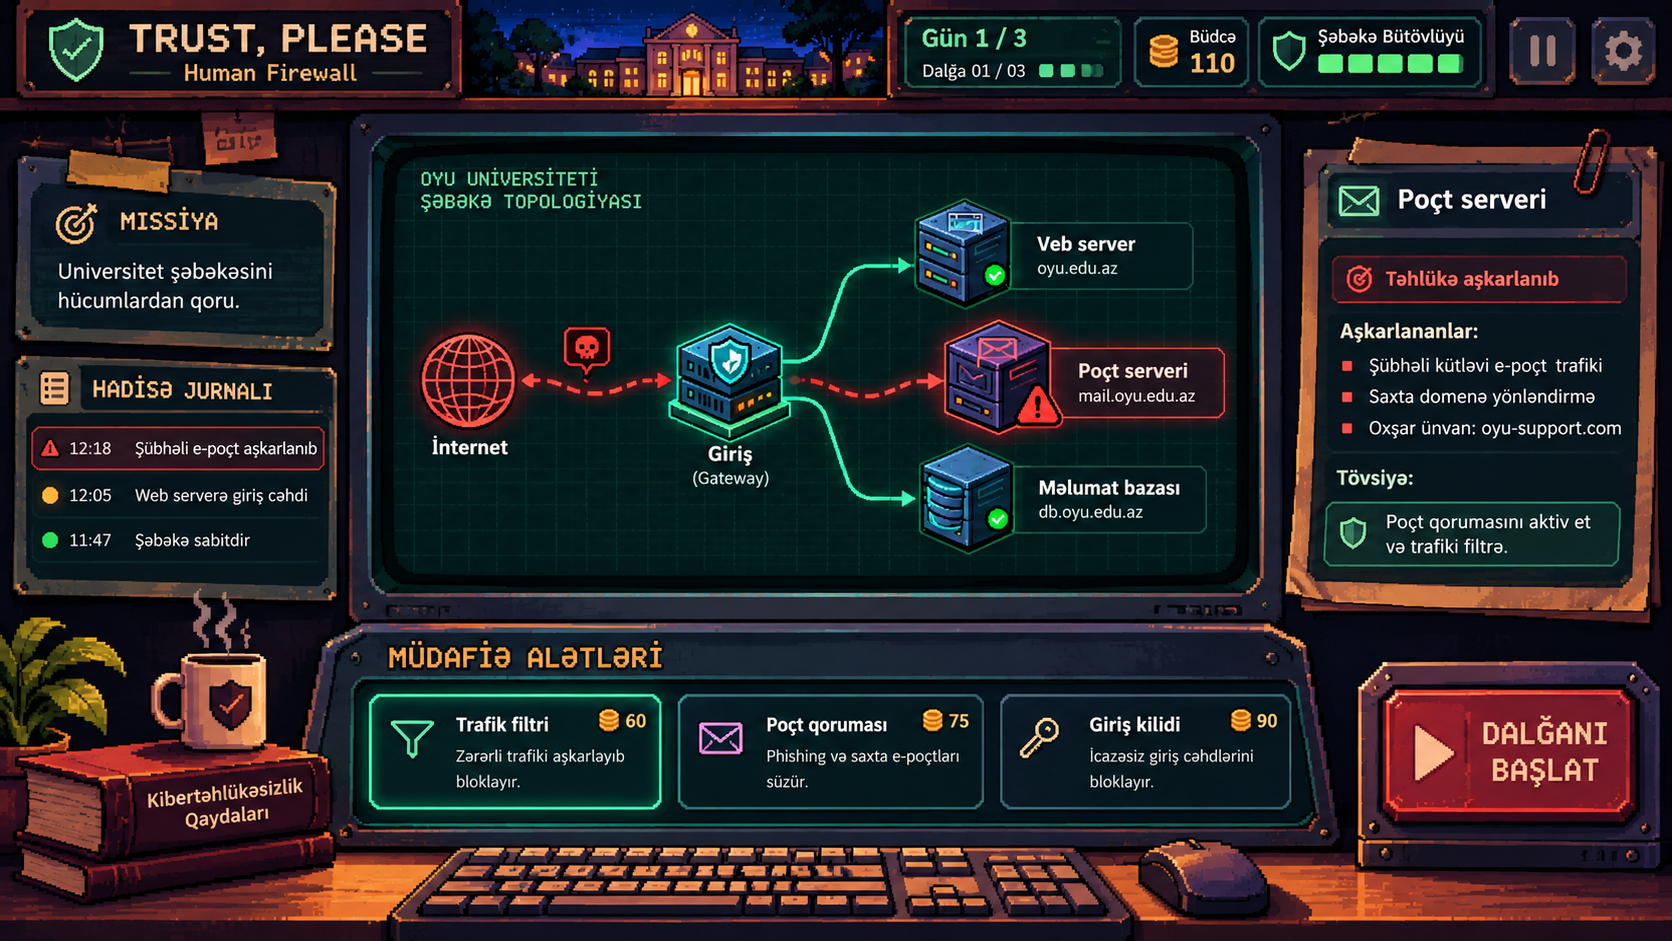 TRUST, PLEASE
Human Firewall
Gün 1 / 3
Dalğa 01 / 03
Büdcə
110
Şəbəkə Bütövlüyü
MISSİYA
Universitet şəbəkəsini
hücumlardan qoru.
HADİSƏ JURNALI
12:18 Şübhəli e-poçt aşkarlanıb
12:05 Web serverə giriş cəhdi
11:47 Şəbəkə sabitdir
OYU UNİVERSİTETİ
ŞƏBƏKƏ TOPOLOGİYASI
İnternet
Giriş
(Gateway)
Veb server
oyu.edu.az
Poçt serveri
mail.oyu.edu.az
Məlumat bazası
db.oyu.edu.az
Poçt serveri
Təhlükə aşkarlanıb
Aşkarlananlar:
Şübhəli kütləvi e-poçt trafiki
Saxta domenə yönləndirmə
Oxşar ünvan: oyu-support.com
Tövsiyə:
Poçt qorumasını aktiv et
və trafiki filtrə.
MÜDAFİƏ ALƏTLƏRİ
Trafik filtri 60
Zərərli trafiki aşkarlayıb
bloklayır.
Poçt qoruması 75
Phishing və saxta e-poçtları
süzür.
Giriş kilidi 90
İcazəsiz giriş cəhdlərini
bloklayır.
DALĞANI
BAŞLAT
Kibertəhlükəsizlik
Qaydaları